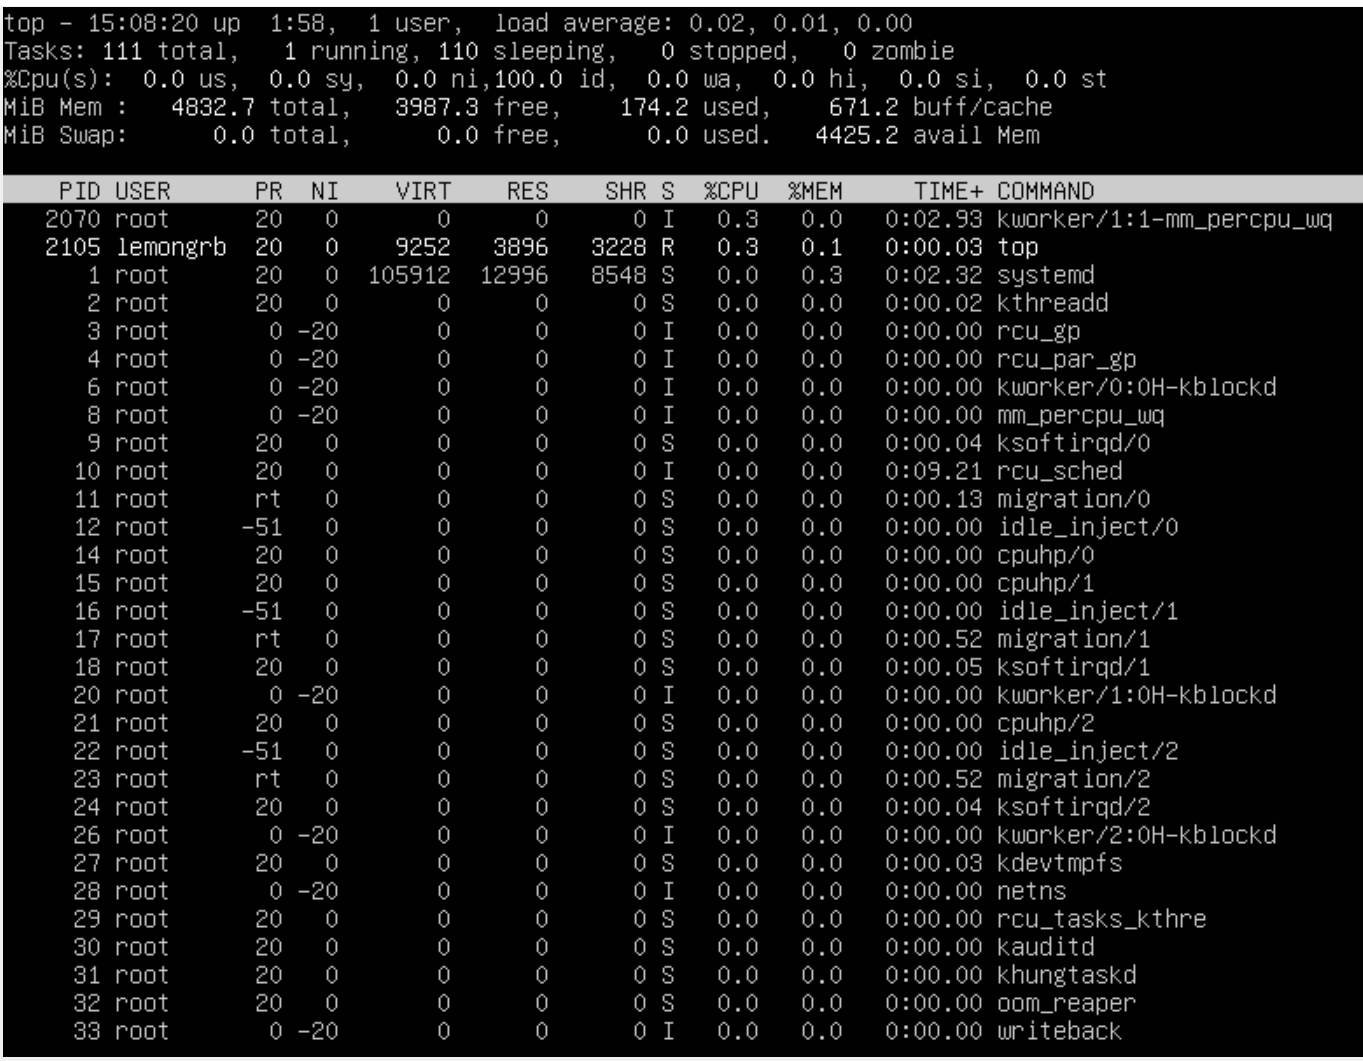 top - 15:08:20 up  1:58,  1 user,  load average: 0.02, 0.01, 0.00
Tasks: 111 total,   1 running, 110 sleeping,   0 stopped,   0 zombie
%Cpu(s):  0.0 us,  0.0 sy,  0.0 ni,100.0 id,  0.0 wa,  0.0 hi,  0.0 si,  0.0 st
MiB Mem :   4832.7 total,   3987.3 free,    174.2 used,    671.2 buff/cache
MiB Swap:      0.0 total,      0.0 free,      0.0 used.   4425.2 avail Mem
PID USER PR NI VIRT RES SHR S %CPU %MEM TIME+ COMMAND
2070 root 20 0 0 0 0 I 0.3 0.0 0:02.93 kworker/1:1-mm_percpu_wq
2105 lemongrb 20 0 9252 3896 3228 R 0.3 0.1 0:00.03 top
1 root 20 0 105912 12996 8548 S 0.0 0.3 0:02.32 systemd
2 root 20 0 0 0 0 S 0.0 0.0 0:00.02 kthreadd
3 root 0 -20 0 0 0 I 0.0 0.0 0:00.00 rcu_gp
4 root 0 -20 0 0 0 I 0.0 0.0 0:00.00 rcu_par_gp
6 root 0 -20 0 0 0 I 0.0 0.0 0:00.00 kworker/0:0H-kblockd
8 root 0 -20 0 0 0 I 0.0 0.0 0:00.00 mm_percpu_wq
9 root 20 0 0 0 0 S 0.0 0.0 0:00.04 ksoftirqd/0
10 root 20 0 0 0 0 I 0.0 0.0 0:09.21 rcu_sched
11 root rt 0 0 0 0 S 0.0 0.0 0:00.13 migration/0
12 root -51 0 0 0 0 S 0.0 0.0 0:00.00 idle_inject/0
14 root 20 0 0 0 0 S 0.0 0.0 0:00.00 cpuhp/0
15 root 20 0 0 0 0 S 0.0 0.0 0:00.00 cpuhp/1
16 root -51 0 0 0 0 S 0.0 0.0 0:00.00 idle_inject/1
17 root rt 0 0 0 0 S 0.0 0.0 0:00.52 migration/1
18 root 20 0 0 0 0 S 0.0 0.0 0:00.05 ksoftirqd/1
20 root 0 -20 0 0 0 I 0.0 0.0 0:00.00 kworker/1:0H-kblockd
21 root 20 0 0 0 0 S 0.0 0.0 0:00.00 cpuhp/2
22 root -51 0 0 0 0 S 0.0 0.0 0:00.00 idle_inject/2
23 root rt 0 0 0 0 S 0.0 0.0 0:00.52 migration/2
24 root 20 0 0 0 0 S 0.0 0.0 0:00.04 ksoftirqd/2
26 root 0 -20 0 0 0 I 0.0 0.0 0:00.00 kworker/2:0H-kblockd
27 root 20 0 0 0 0 S 0.0 0.0 0:00.03 kdevtmpfs
28 root 0 -20 0 0 0 I 0.0 0.0 0:00.00 netns
29 root 20 0 0 0 0 S 0.0 0.0 0:00.00 rcu_tasks_kthre
30 root 20 0 0 0 0 S 0.0 0.0 0:00.00 kauditd
31 root 20 0 0 0 0 S 0.0 0.0 0:00.00 khungtaskd
32 root 20 0 0 0 0 S 0.0 0.0 0:00.00 oom_reaper
33 root 0 -20 0 0 0 I 0.0 0.0 0:00.00 writeback